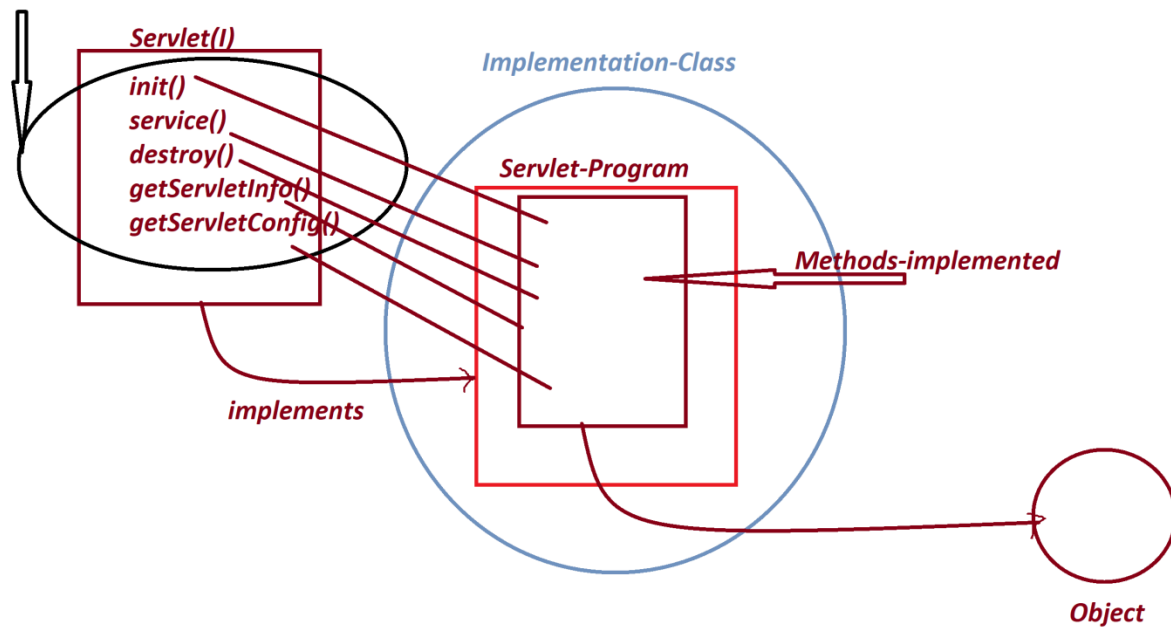 Servlet(I)
init()
service()
destroy()
getServletInfo()
getServletConfig()
implements
Implementation-Class
Servlet-Program
Methods-implemented
Object